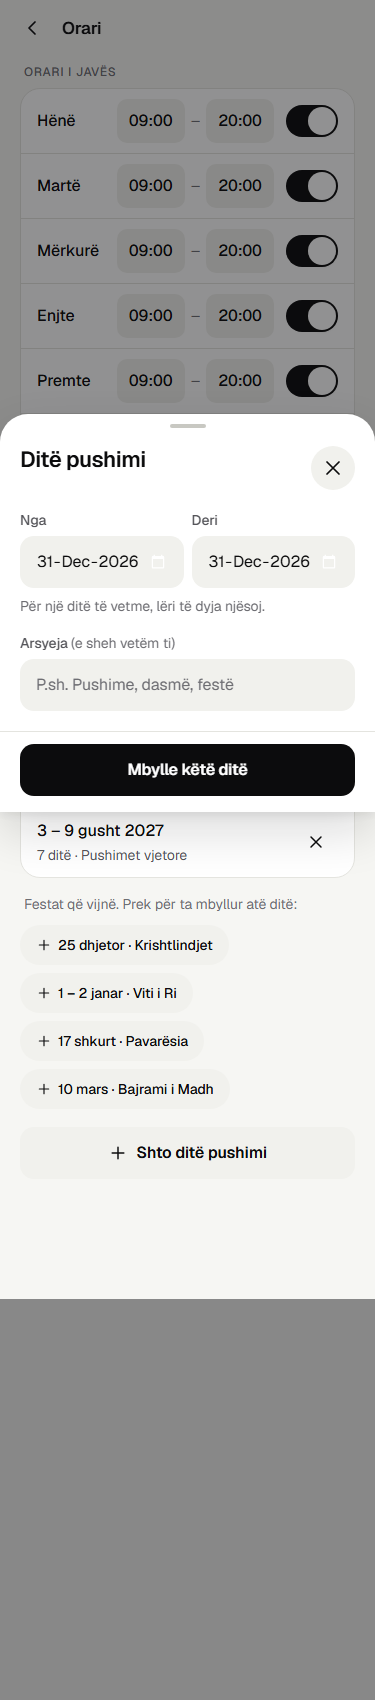 Orari
ORARI I JAVËS
Hënë 09:00 – 20:00
Martë 09:00 – 20:00
Mërkurë 09:00 – 20:00
Enjte 09:00 – 20:00
Premte 09:00 – 20:00
Ditë pushimi
Nga Deri
31-Dec-2026 31-Dec-2026
Për një ditë të vetme, lëri të dyja njësoj.
Arsyeja (e sheh vetëm ti)
P.sh. Pushime, dasmë, festë
Mbylle këtë ditë
3 – 9 gusht 2027
7 ditë · Pushimet vjetore
Festat që vijnë. Prek për ta mbyllur atë ditë:
+ 25 dhjetor · Krishtlindjet
+ 1 – 2 janar · Viti i Ri
+ 17 shkurt · Pavarësia
+ 10 mars · Bajrami i Madh
+ Shto ditë pushimi